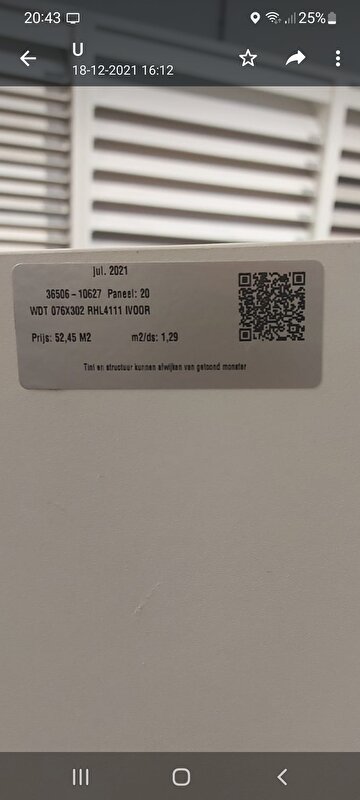 20:43
25%
U
18-12-2021 16:12
jul. 2021
36506-10627 Paneel: 20
WDT 076X302 RHL4111 IVOOR
Prijs: 52,45 M2 m2/ds: 1,29
Tint en structuur kunnen afwijken van getoond monster